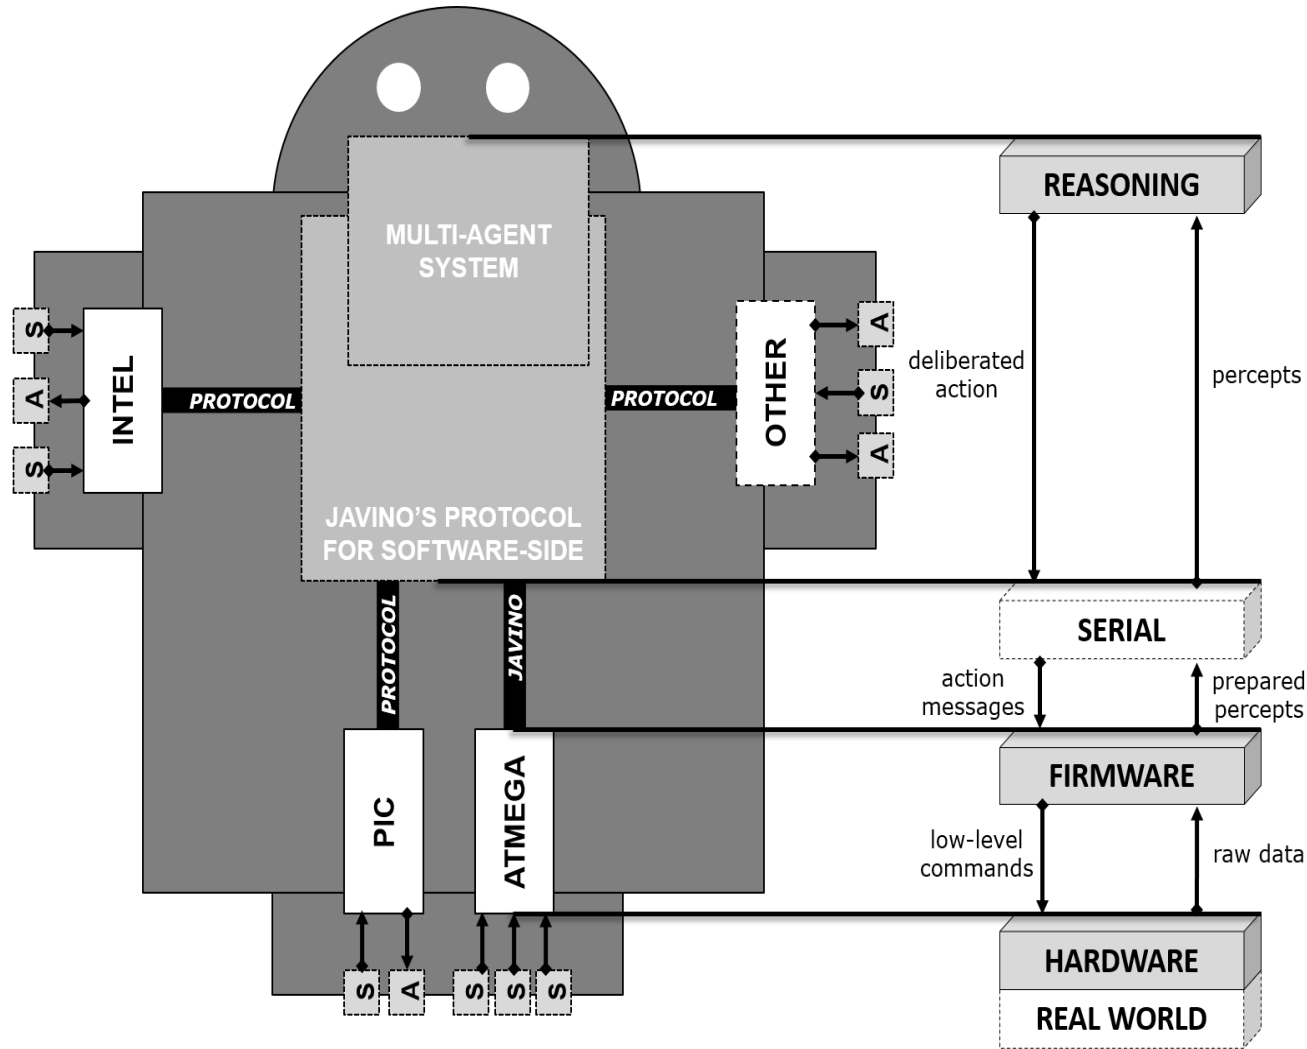 REASONING
MULTI-AGENT
SYSTEM
S
A
S
INTEL
PROTOCOL
PROTOCOL
OTHER
A
S
A
deliberated
action
percepts
JAVINO'S PROTOCOL
FOR SOFTWARE-SIDE
PROTOCOL
JAVINO
SERIAL
action
messages
prepared
percepts
PIC
ATMEGA
FIRMWARE
low-level
commands
raw data
S
A
S
S
S
HARDWARE
REAL WORLD